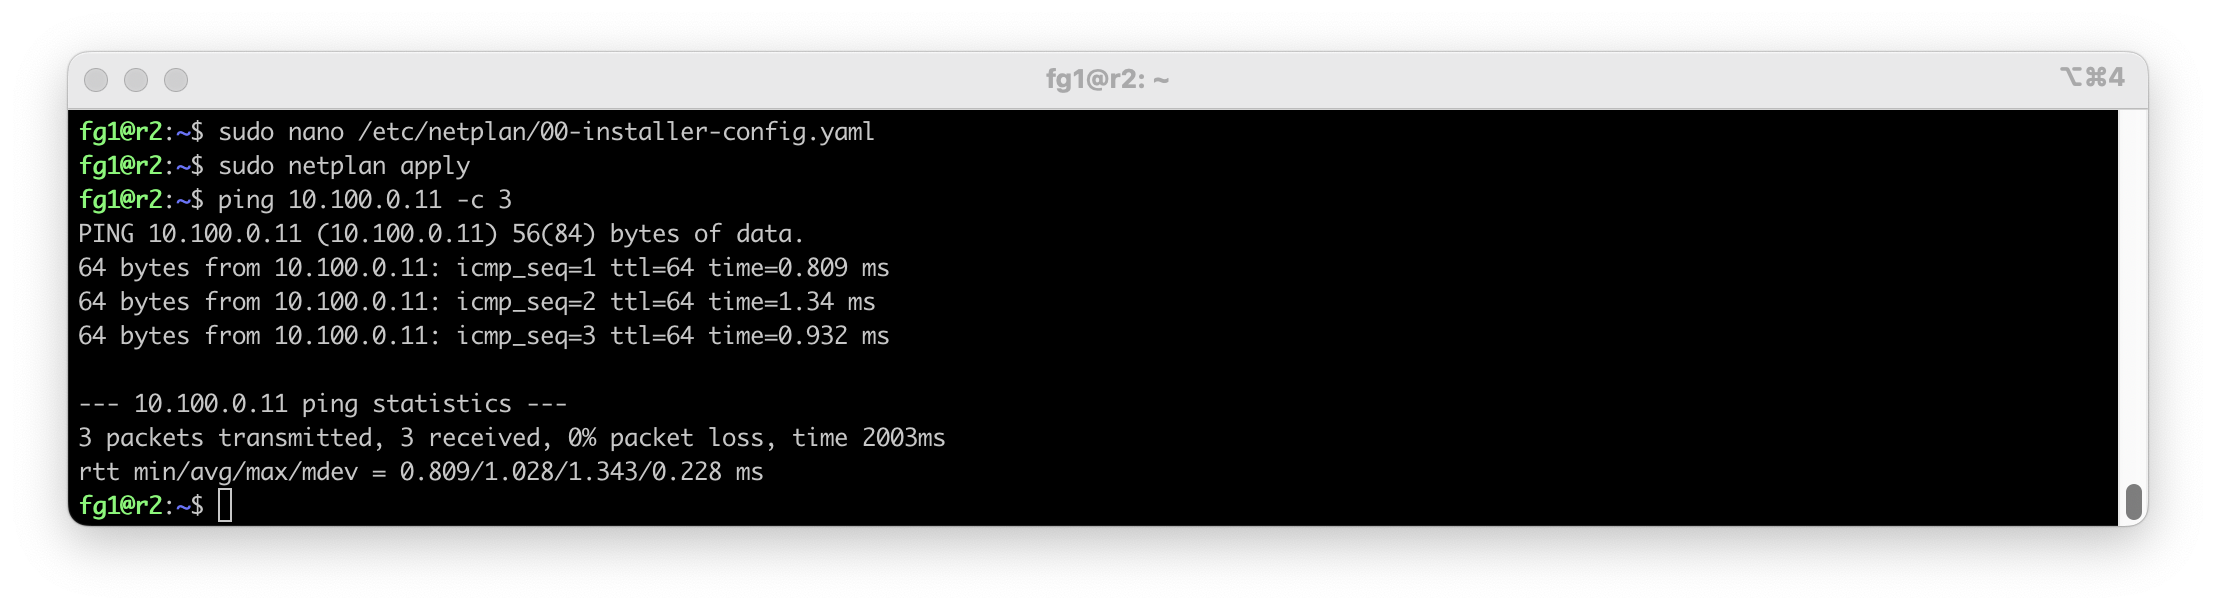 fg1@r2: ~
⌥⌘4
fg1@r2:~$ sudo nano /etc/netplan/00-installer-config.yaml
fg1@r2:~$ sudo netplan apply
fg1@r2:~$ ping 10.100.0.11 -c 3
PING 10.100.0.11 (10.100.0.11) 56(84) bytes of data.
64 bytes from 10.100.0.11: icmp_seq=1 ttl=64 time=0.809 ms
64 bytes from 10.100.0.11: icmp_seq=2 ttl=64 time=1.34 ms
64 bytes from 10.100.0.11: icmp_seq=3 ttl=64 time=0.932 ms
--- 10.100.0.11 ping statistics ---
3 packets transmitted, 3 received, 0% packet loss, time 2003ms
rtt min/avg/max/mdev = 0.809/1.028/1.343/0.228 ms
fg1@r2:~$